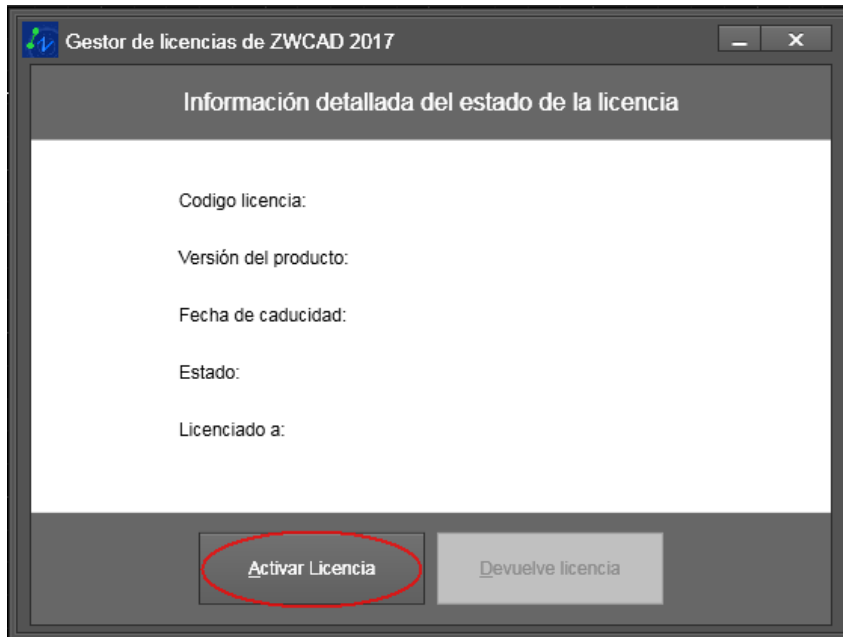 Gestor de licencias de ZWCAD 2017
Información detallada del estado de la licencia
Codigo licencia:
Versión del producto:
Fecha de caducidad:
Estado:
Licenciado a:
Activar Licencia
Devuelve licencia